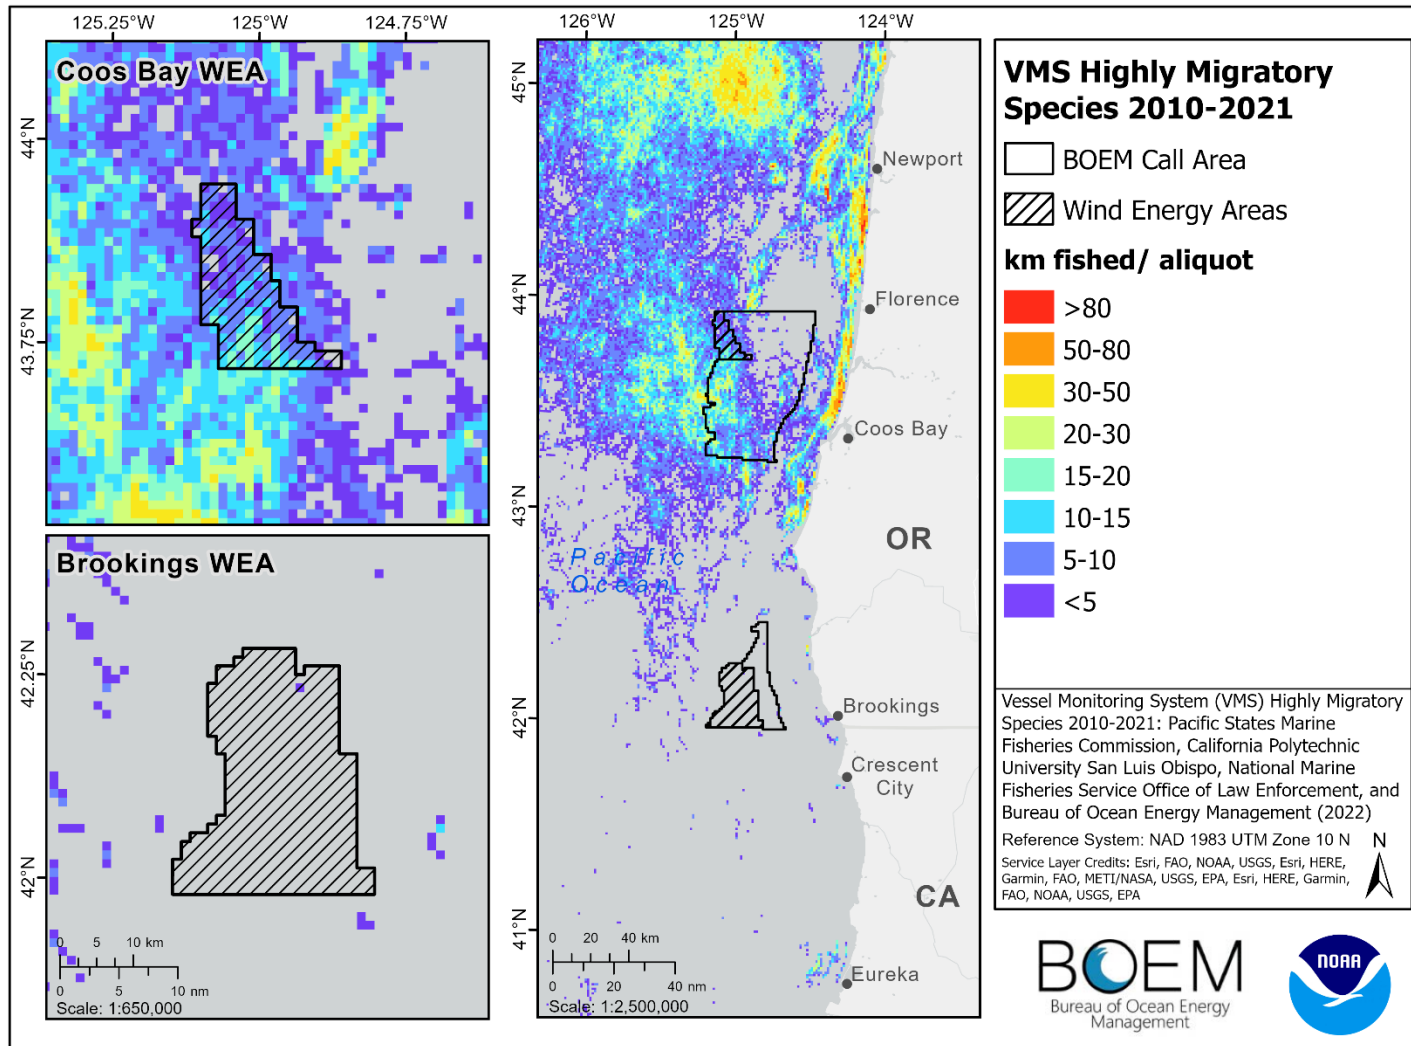 125.25°W
125°W
124.75°W
Coos Bay WEA
44°N
43.75°N
Brookings WEA
42.25°N
42°N
0 5 10 km
0 5 10 nm
Scale: 1:650,000
126°W
125°W
124°W
45°N
44°N
43°N
42°N
41°N
Newport
Florence
Coos Bay
OR
Pacific
Ocean
Brookings
Crescent
City
CA
Eureka
0 20 40 km
0 20 40 nm
Scale: 1:2,500,000
VMS Highly Migratory
Species 2010-2021
BOEM Call Area
Wind Energy Areas
km fished/ aliquot
>80
50-80
30-50
20-30
15-20
10-15
5-10
<5
Vessel Monitoring System (VMS) Highly Migratory
Species 2010-2021: Pacific States Marine
Fisheries Commission, California Polytechnic
University San Luis Obispo, National Marine
Fisheries Service Office of Law Enforcement, and
Bureau of Ocean Energy Management (2022)
Reference System: NAD 1983 UTM Zone 10 N
N
Service Layer Credits: Esri, FAO, NOAA, USGS, Esri, HERE,
Garmin, FAO, METI/NASA, USGS, EPA, Esri, HERE, Garmin,
FAO, NOAA, USGS, EPA
BOEM
Bureau of Ocean Energy
Management
NOAA